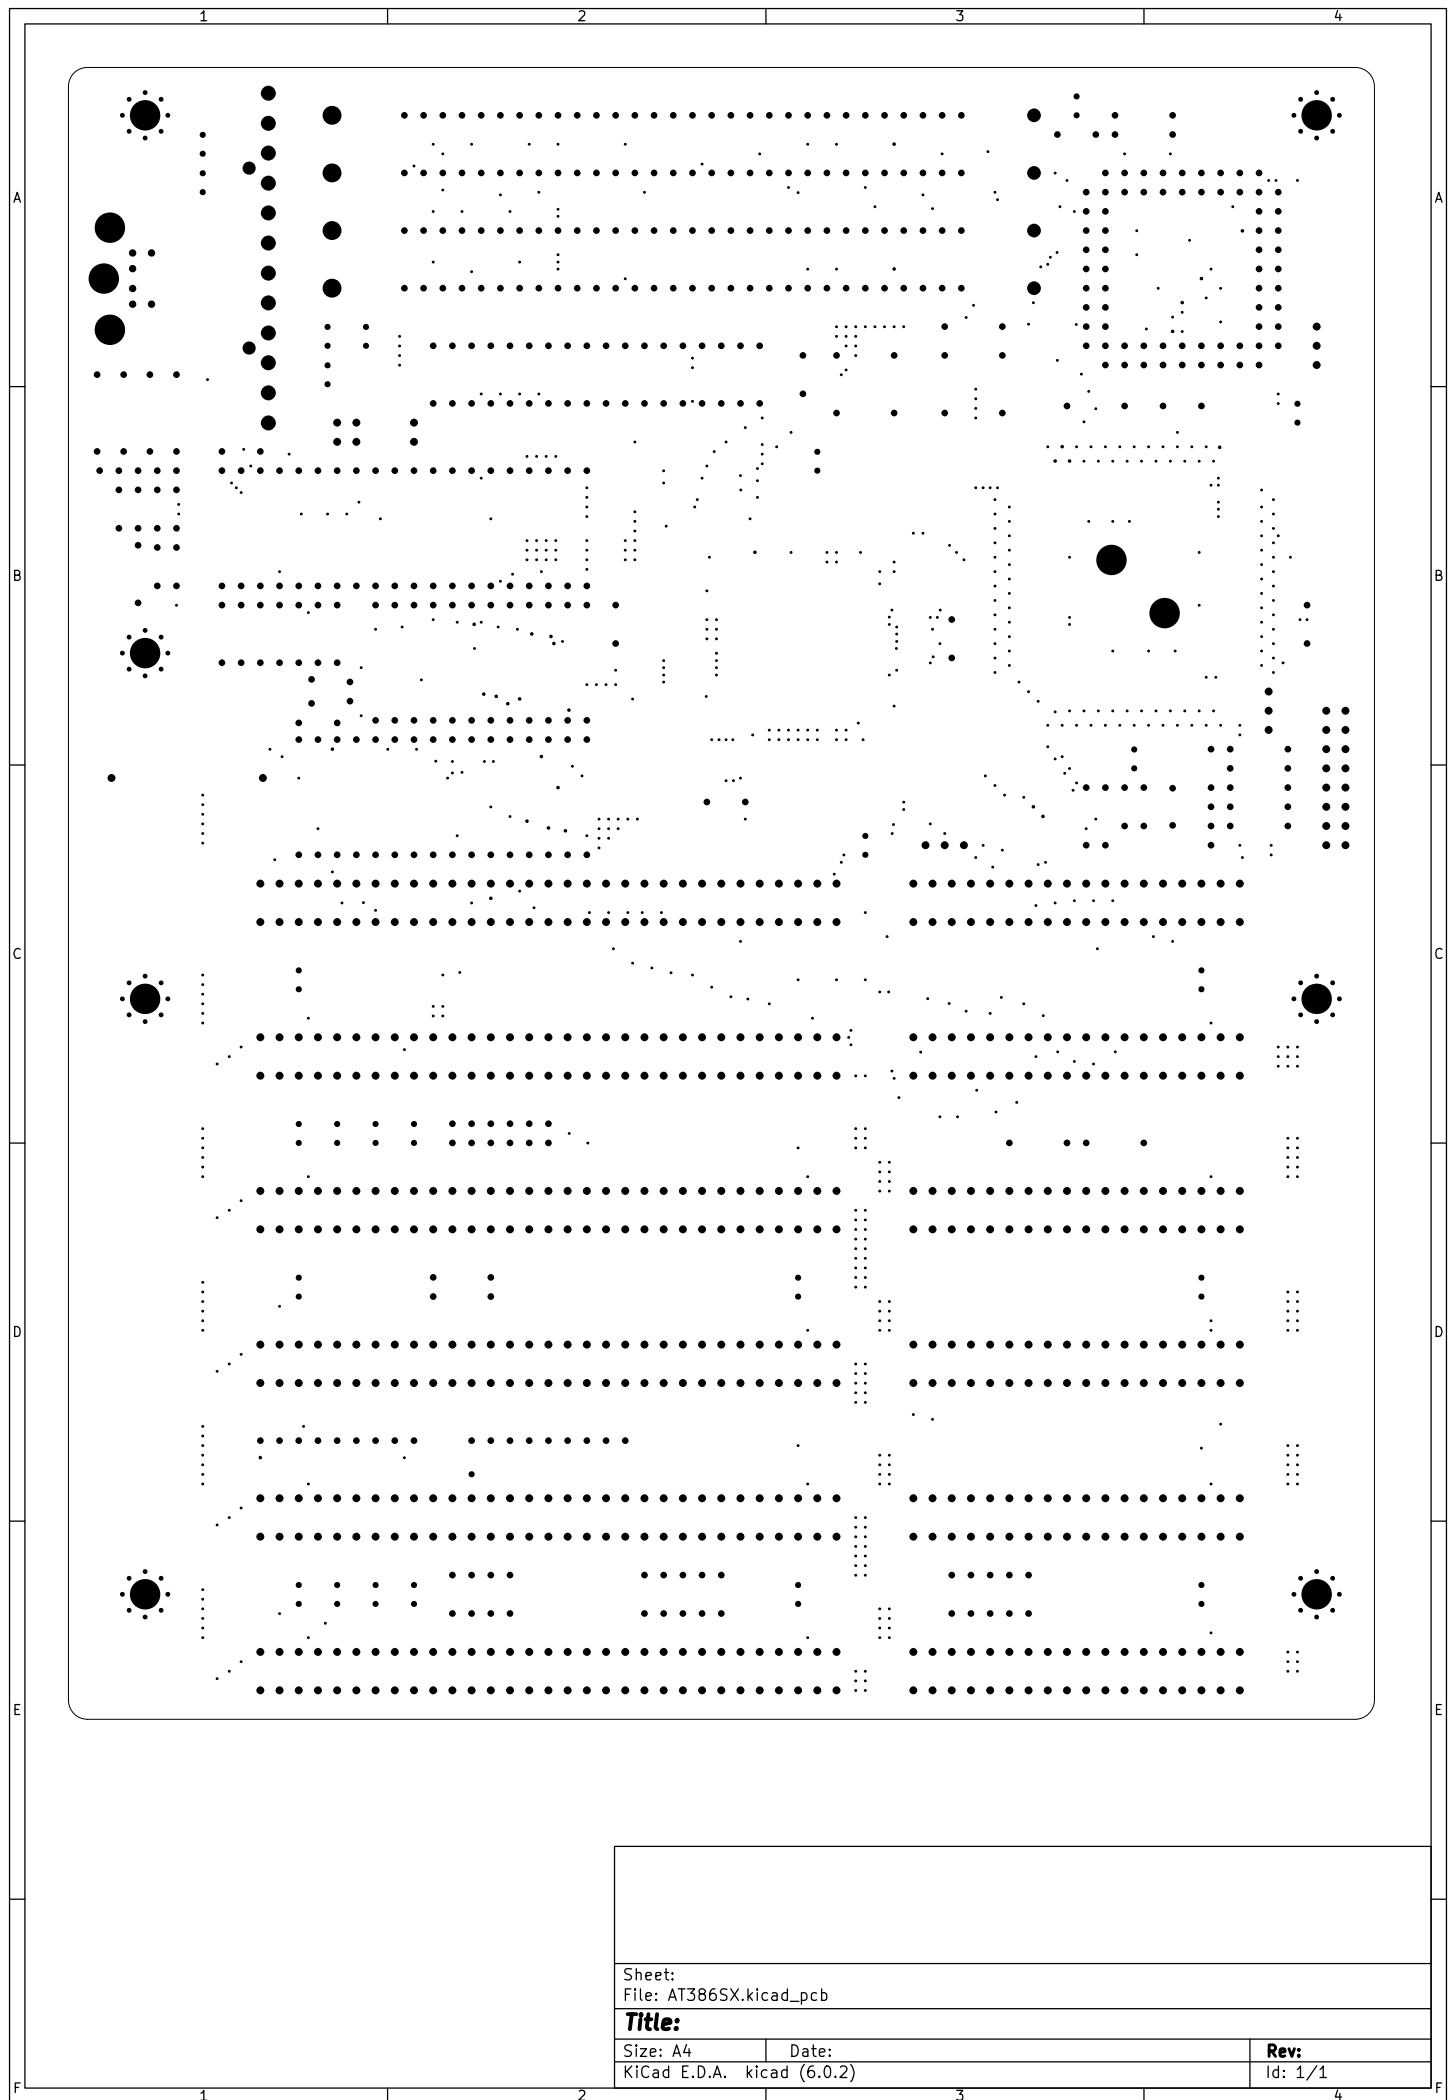 1 2 3 4
A A
B B
C C
D D
E E
Sheet:
File: AT386SX.kicad_pcb
Title:
Size: A4 Date: Rev:
KiCad E.D.A. kicad (6.0.2) Id: 1/1
F F
1 2 3 4